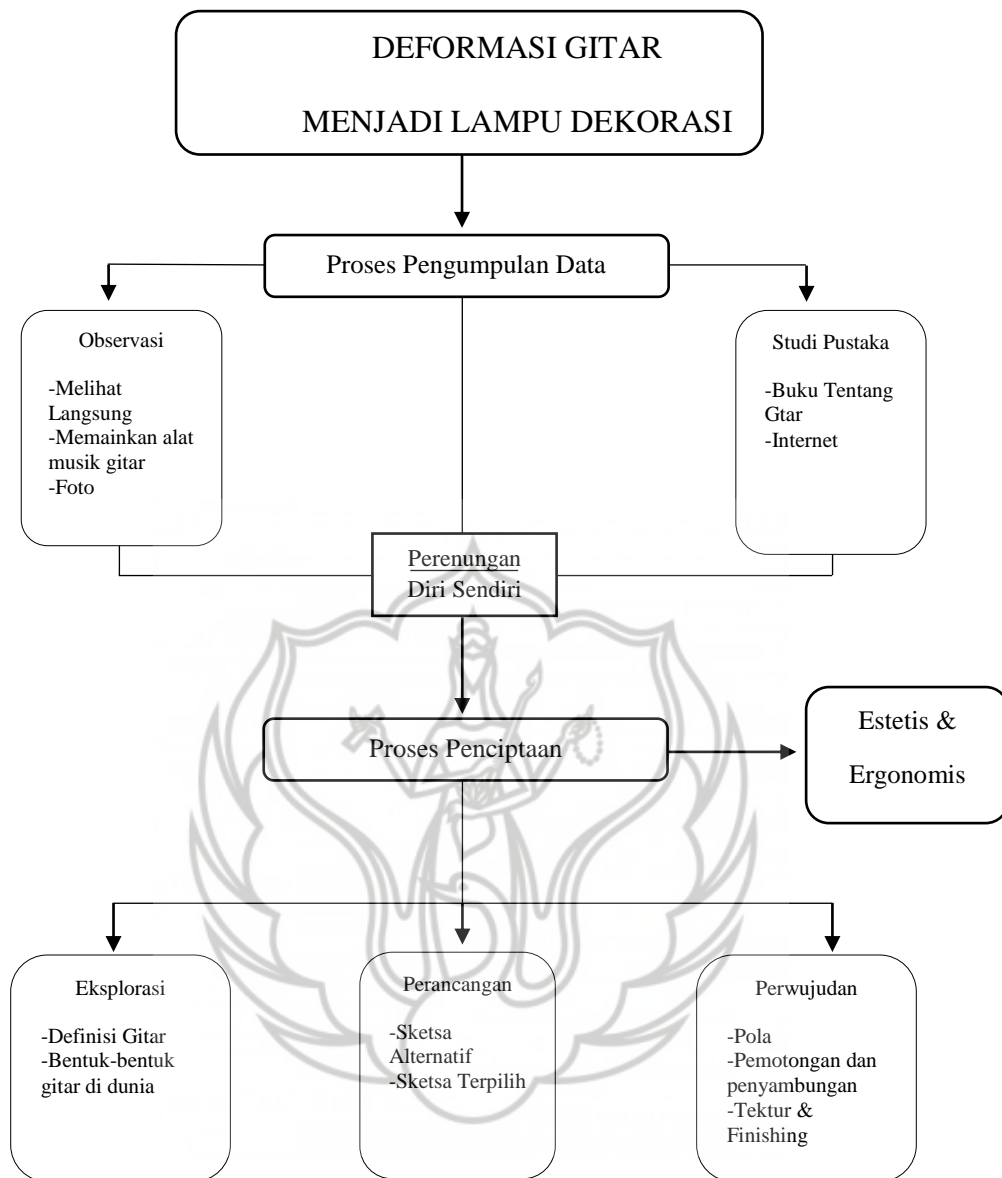 DEFORMASI GITAR
MENJADI LAMPU DEKORASI
Proses Pengumpulan Data
Observasi
-Melihat
Langsung
-Memainkan alat
musik gitar
-Foto
Studi Pustaka
-Buku Tentang
Gtar
-Internet
Perenungan
Diri Sendiri
Proses Penciptaan
Estetis &
Ergonomis
Eksplorasi
-Definisi Gitar
-Bentuk-bentuk
gitar di dunia
Perancangan
-Sketsa
Alternatif
-Sketsa Terpilih
Perwujudan
-Pola
-Pemotongan dan
penyambungan
-Tektur &
Finishing